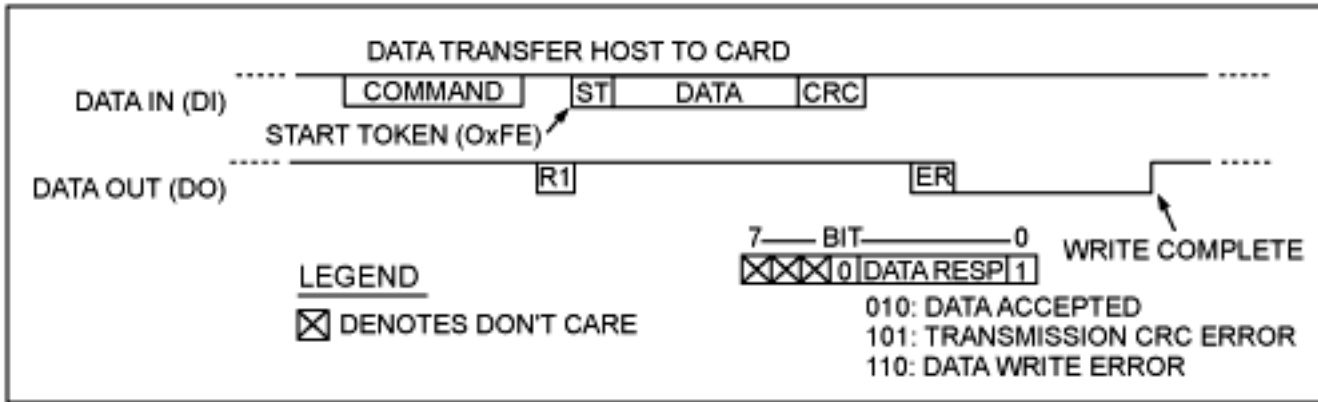 DATA TRANSFER HOST TO CARD
DATA IN (DI)
COMMAND
ST
DATA
CRC
START TOKEN (OxFE)
DATA OUT (DO)
R1
ER
7
BIT
0
WRITE COMPLETE
0
DATA RESP
1
LEGEND
DENOTES DON'T CARE
010: DATA ACCEPTED
101: TRANSMISSION CRC ERROR
110: DATA WRITE ERROR